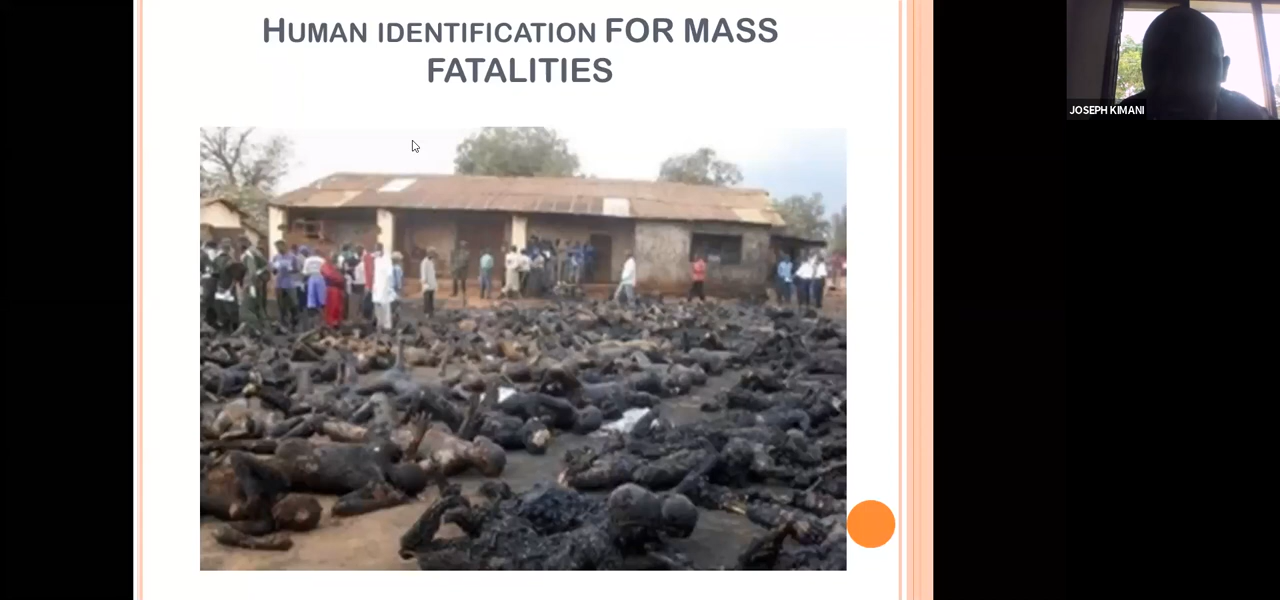 HUMAN IDENTIFICATION FOR MASS
FATALITIES
JOSEPH KIMANI